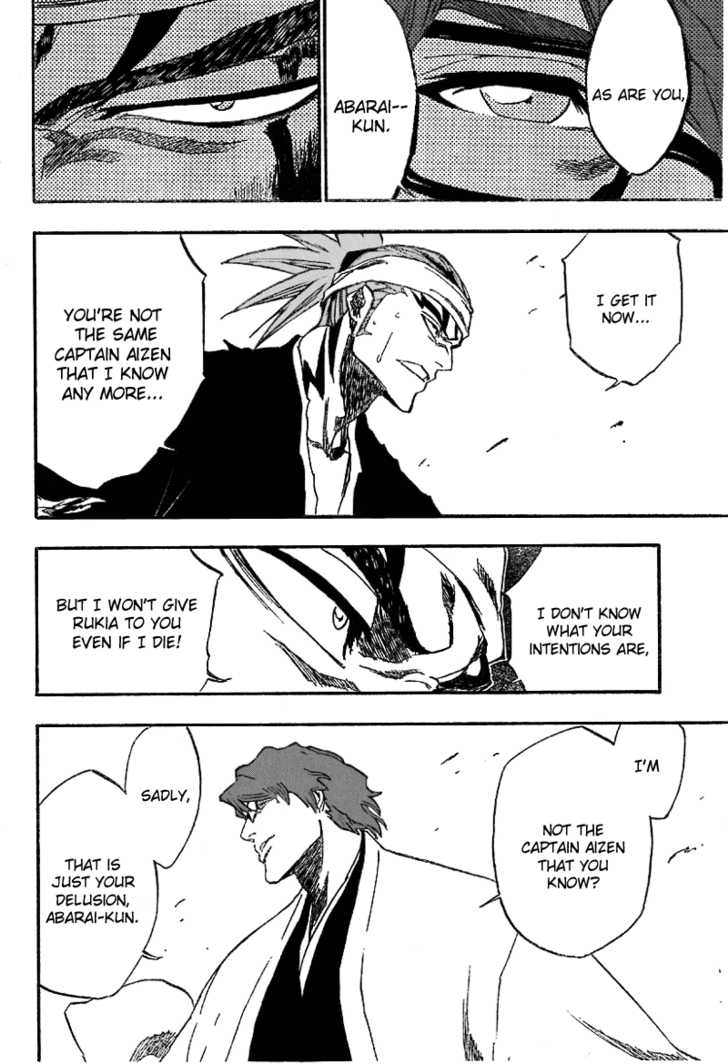 AS ARE YOU,
ABARAI--
KUN.
I GET IT
NOW...
YOU'RE NOT
THE SAME
CAPTAIN AIZEN
THAT I KNOW
ANY MORE...
I DON'T KNOW
WHAT YOUR
INTENTIONS ARE,
BUT I WON'T GIVE
RUKIA TO YOU
EVEN IF I DIE!
I'M
NOT THE
CAPTAIN AIZEN
THAT YOU
KNOW?
SADLY,
THAT IS
JUST YOUR
DELUSION,
ABARAI-KUN.